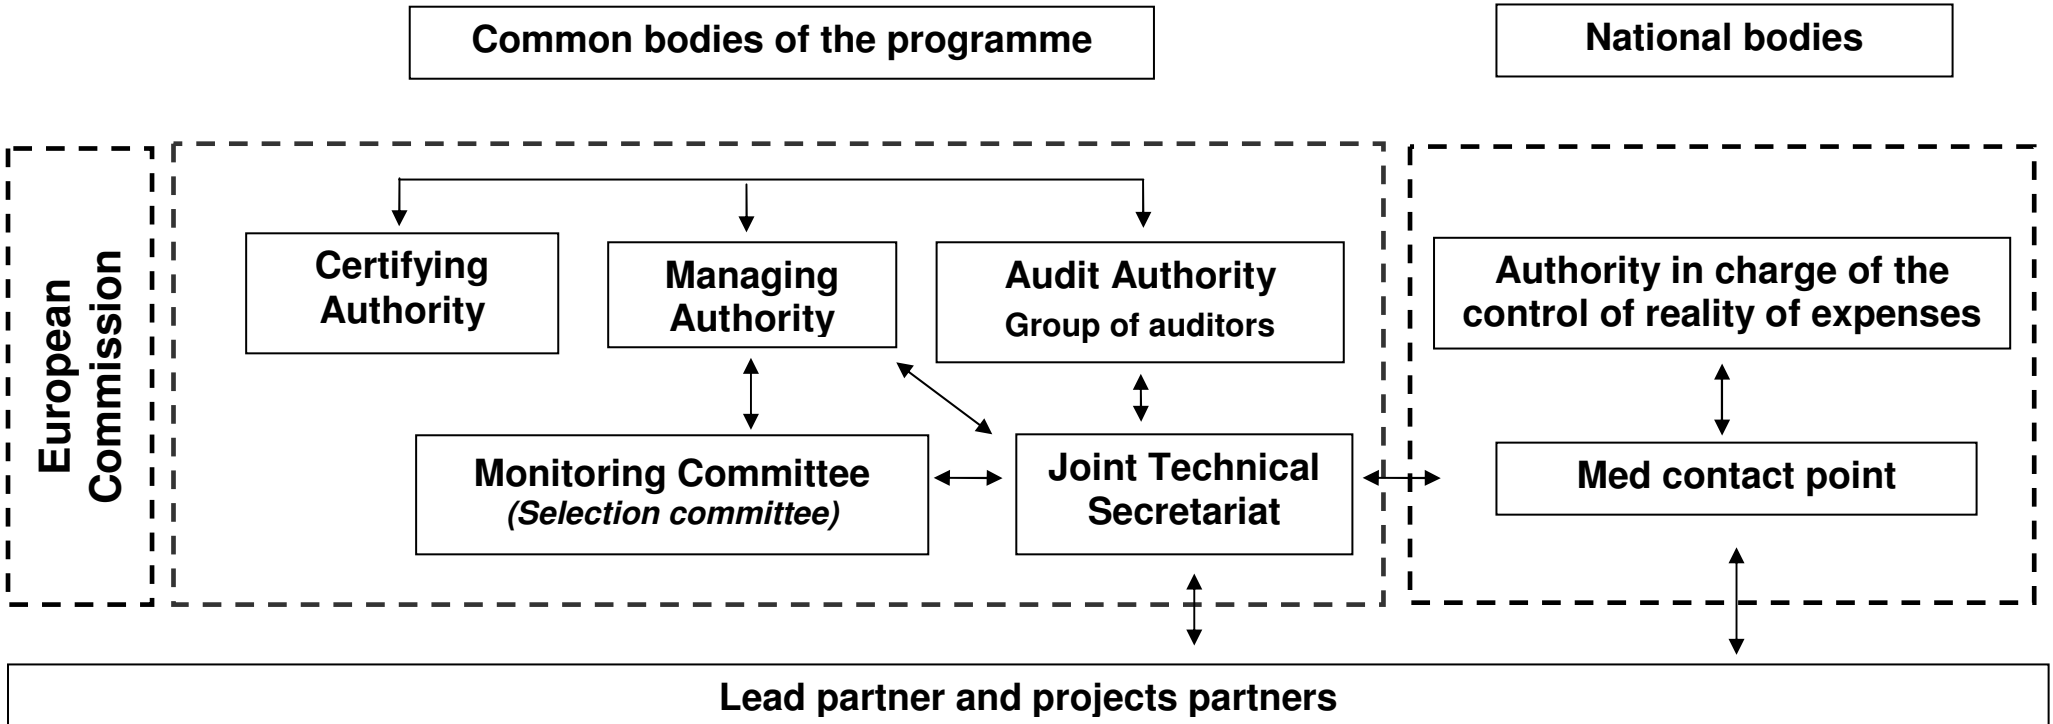 Common bodies of the programme
National bodies
European
Commission
Certifying
Authority
Managing
Authority
Audit Authority
Group of auditors
Authority in charge of the
control of reality of expenses
Monitoring Committee
(Selection committee)
Joint Technical
Secretariat
Med contact point
Lead partner and projects partners